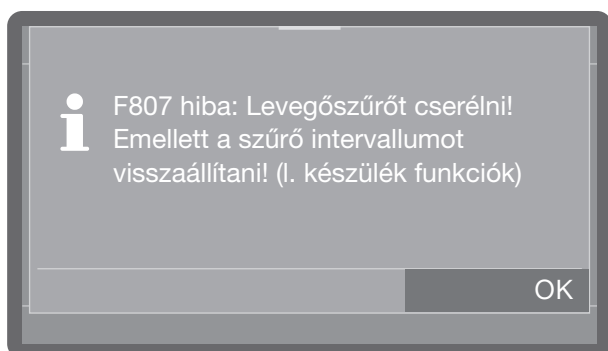 F807 hiba: Levegőszűrőt cserélni!
Emellett a szűrő intervallumot
visszaállítani! (l. készülék funkciók)
OK